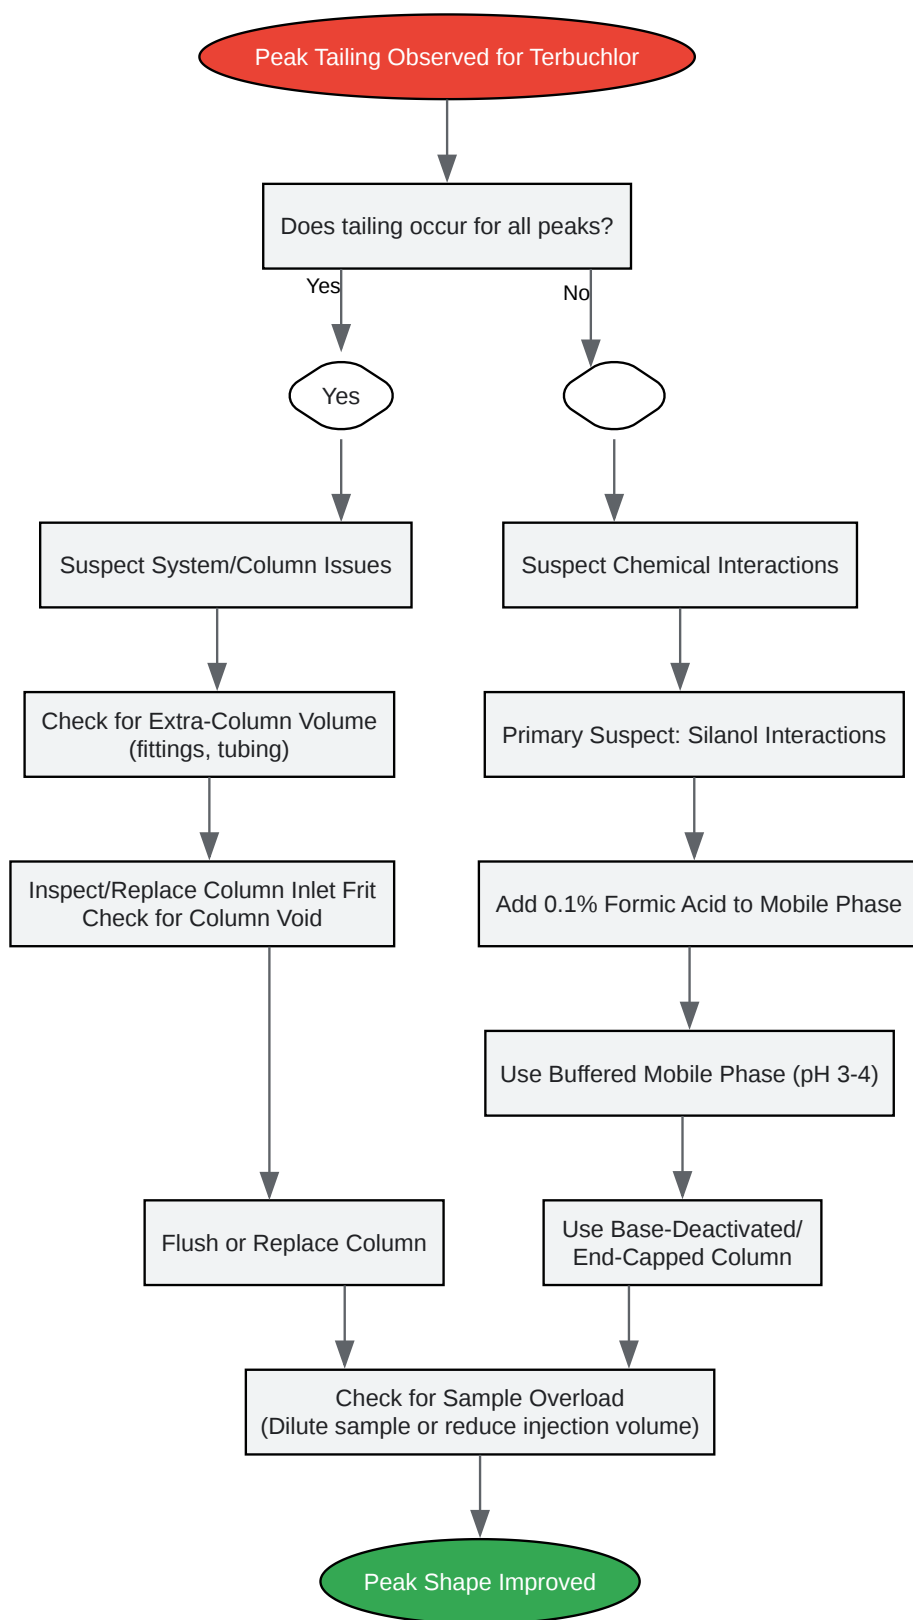 Peak Tailing Observed for Terbuchlor
Does tailing occur for all peaks?
Yes
No
Yes
Suspect System/Column Issues
Suspect Chemical Interactions
Check for Extra-Column Volume
(fittings, tubing)
Primary Suspect: Silanol Interactions
Inspect/Replace Column Inlet Frit
Check for Column Void
Add 0.1% Formic Acid to Mobile Phase
Use Buffered Mobile Phase (pH 3-4)
Flush or Replace Column
Use Base-Deactivated/
End-Capped Column
Check for Sample Overload
(Dilute sample or reduce injection volume)
Peak Shape Improved